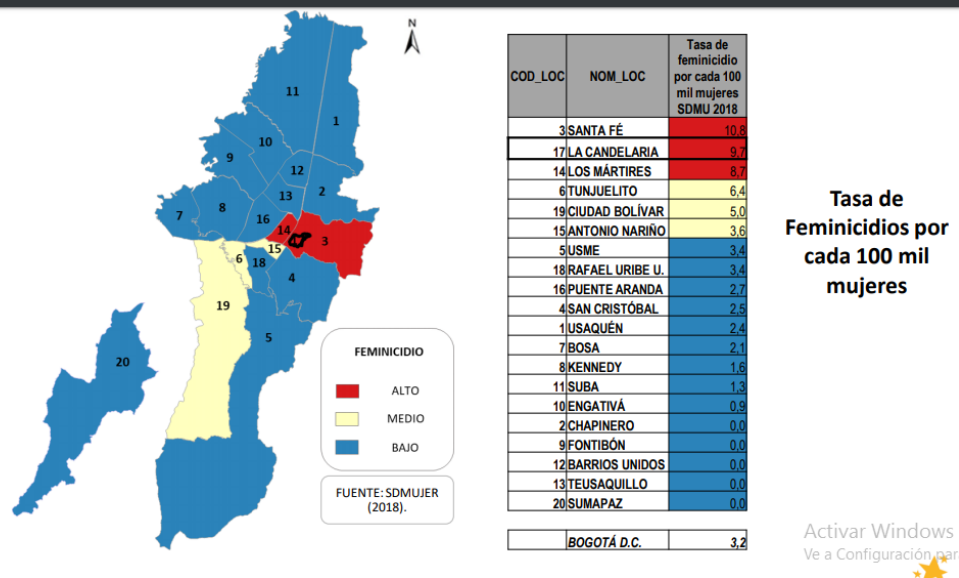 N
11
1
10
9
12
2
13
8
7
16
14
3
15
6
18
4
19
5
20
FEMINICIDIO
ALTO
MEDIO
BAJO
FUENTE: SDMUJER
(2018).
COD_LOC NOM_LOC Tasa de
feminicidio
por cada 100
mil mujeres
SDMU 2018
3 SANTA FÉ 10,8
17 LA CANDELARIA 9,7
14 LOS MÁRTIRES 8,7
6 TUNJUELITO 6,4
19 CIUDAD BOLÍVAR 5,0
15 ANTONIO NARIÑO 3,6
5 USME 3,4
18 RAFAEL URIBE U. 3,4
16 PUENTE ARANDA 2,7
4 SAN CRISTÓBAL 2,5
1 USAQUÉN 2,4
7 BOSA 2,1
8 KENNEDY 1,6
11 SUBA 1,3
10 ENGATIVÁ 0,9
2 CHAPINERO 0,0
9 FONTIBÓN 0,0
12 BARRIOS UNIDOS 0,0
13 TEUSAQUILLO 0,0
20 SUMAPAZ 0,0
BOGOTÁ D.C. 3,2
Tasa de
Feminicidios por
cada 100 mil
mujeres
Activar Windows
Ve a Configuración par